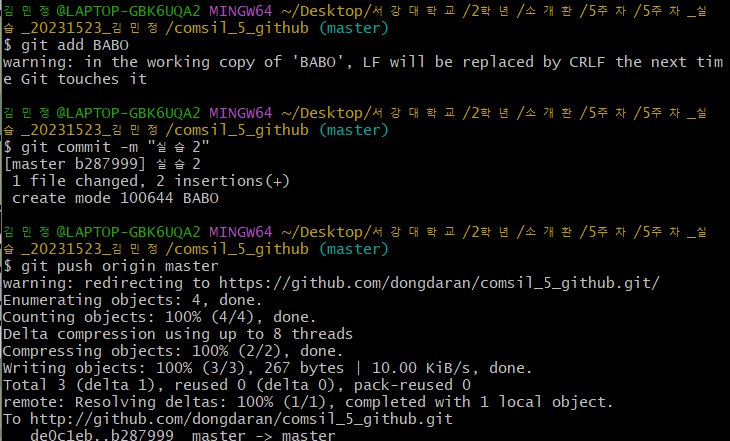 김민정@LAPTOP-GBK6UQA2 MINGW64 ~/Desktop/서강대학교/2학년/소개환/5주차/5주차_실
습_20231523_김민정/comsil_5_github (master)
$ git add BABO
warning: in the working copy of 'BABO', LF will be replaced by CRLF the next tim
e Git touches it
김민정@LAPTOP-GBK6UQA2 MINGW64 ~/Desktop/서강대학교/2학년/소개환/5주차/5주차_실
습_20231523_김민정/comsil_5_github (master)
$ git commit -m "실습2"
[master b287999] 실습2
 1 file changed, 2 insertions(+)
 create mode 100644 BABO
김민정@LAPTOP-GBK6UQA2 MINGW64 ~/Desktop/서강대학교/2학년/소개환/5주차/5주차_실
습_20231523_김민정/comsil_5_github (master)
$ git push origin master
warning: redirecting to https://github.com/dongdaran/comsil_5_github.git/
Enumerating objects: 4, done.
Counting objects: 100% (4/4), done.
Delta compression using up to 8 threads
Compressing objects: 100% (2/2), done.
Writing objects: 100% (3/3), 267 bytes | 10.00 KiB/s, done.
Total 3 (delta 1), reused 0 (delta 0), pack-reused 0
remote: Resolving deltas: 100% (1/1), completed with 1 local object.
To http://github.com/dongdaran/comsil_5_github.git
   de0c1eb..b287999  master -> master